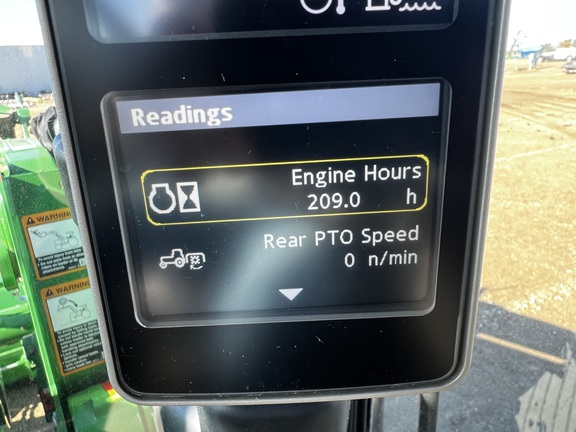 Readings
Engine Hours
209.0 h
Rear PTO Speed
0 n/min
WARNING
WARNING